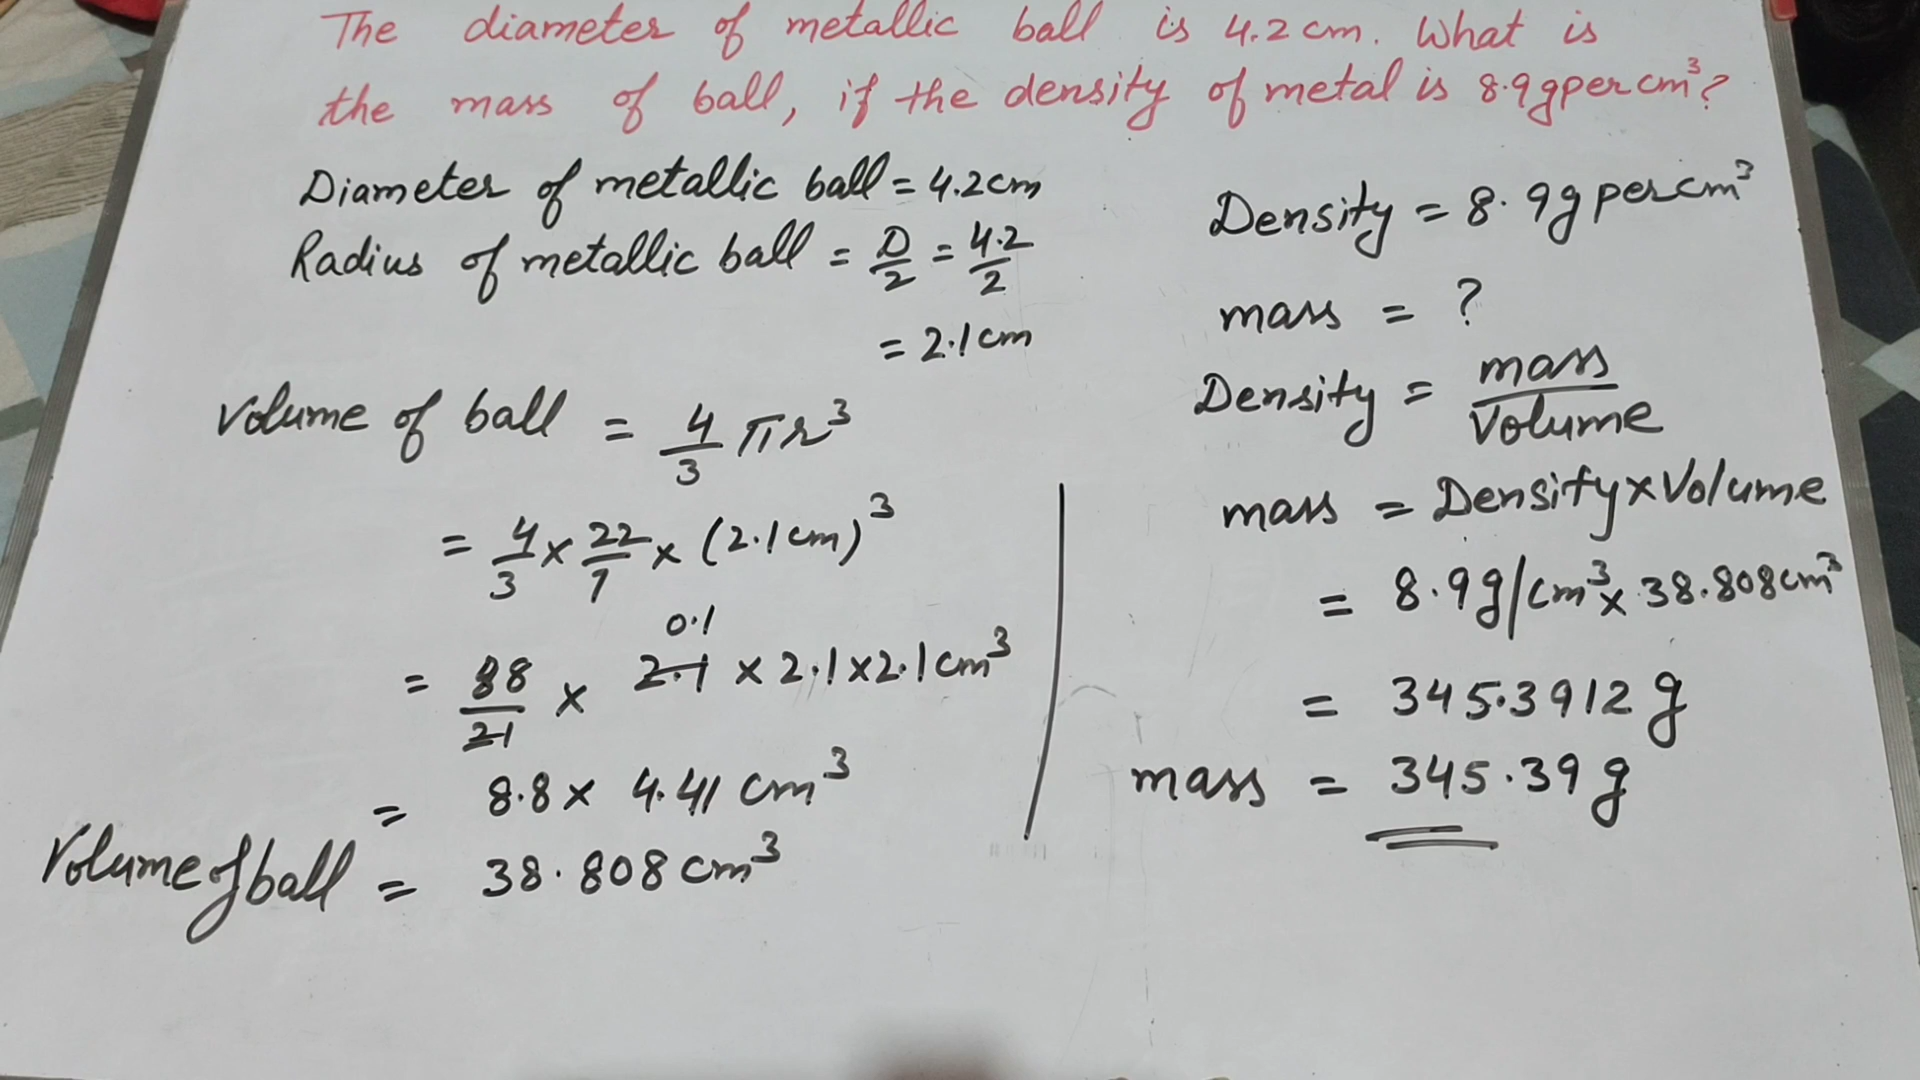 The diameter of metallic ball is 4.2 cm. What is
the mass of ball, if the density of metal is 8.9g per cm³?
Diameter of metallic ball = 4.2cm
Radius of metallic ball = D/2 = 4.2/2
= 2.1cm
Volume of ball = 4/3 πr³
= 4/3 × 22/7 × (2.1cm)³
0.1
= 88/21 × 2.1 × 2.1 × 2.1 cm³
= 8.8 × 4.41 cm³
Volume of ball = 38.808 cm³
Density = 8.9g per cm³
mass = ?
Density = mass/Volume
mass = Density × Volume
= 8.9g/cm³ × 38.808cm³
= 345.3912 g
mass = 345.39 g